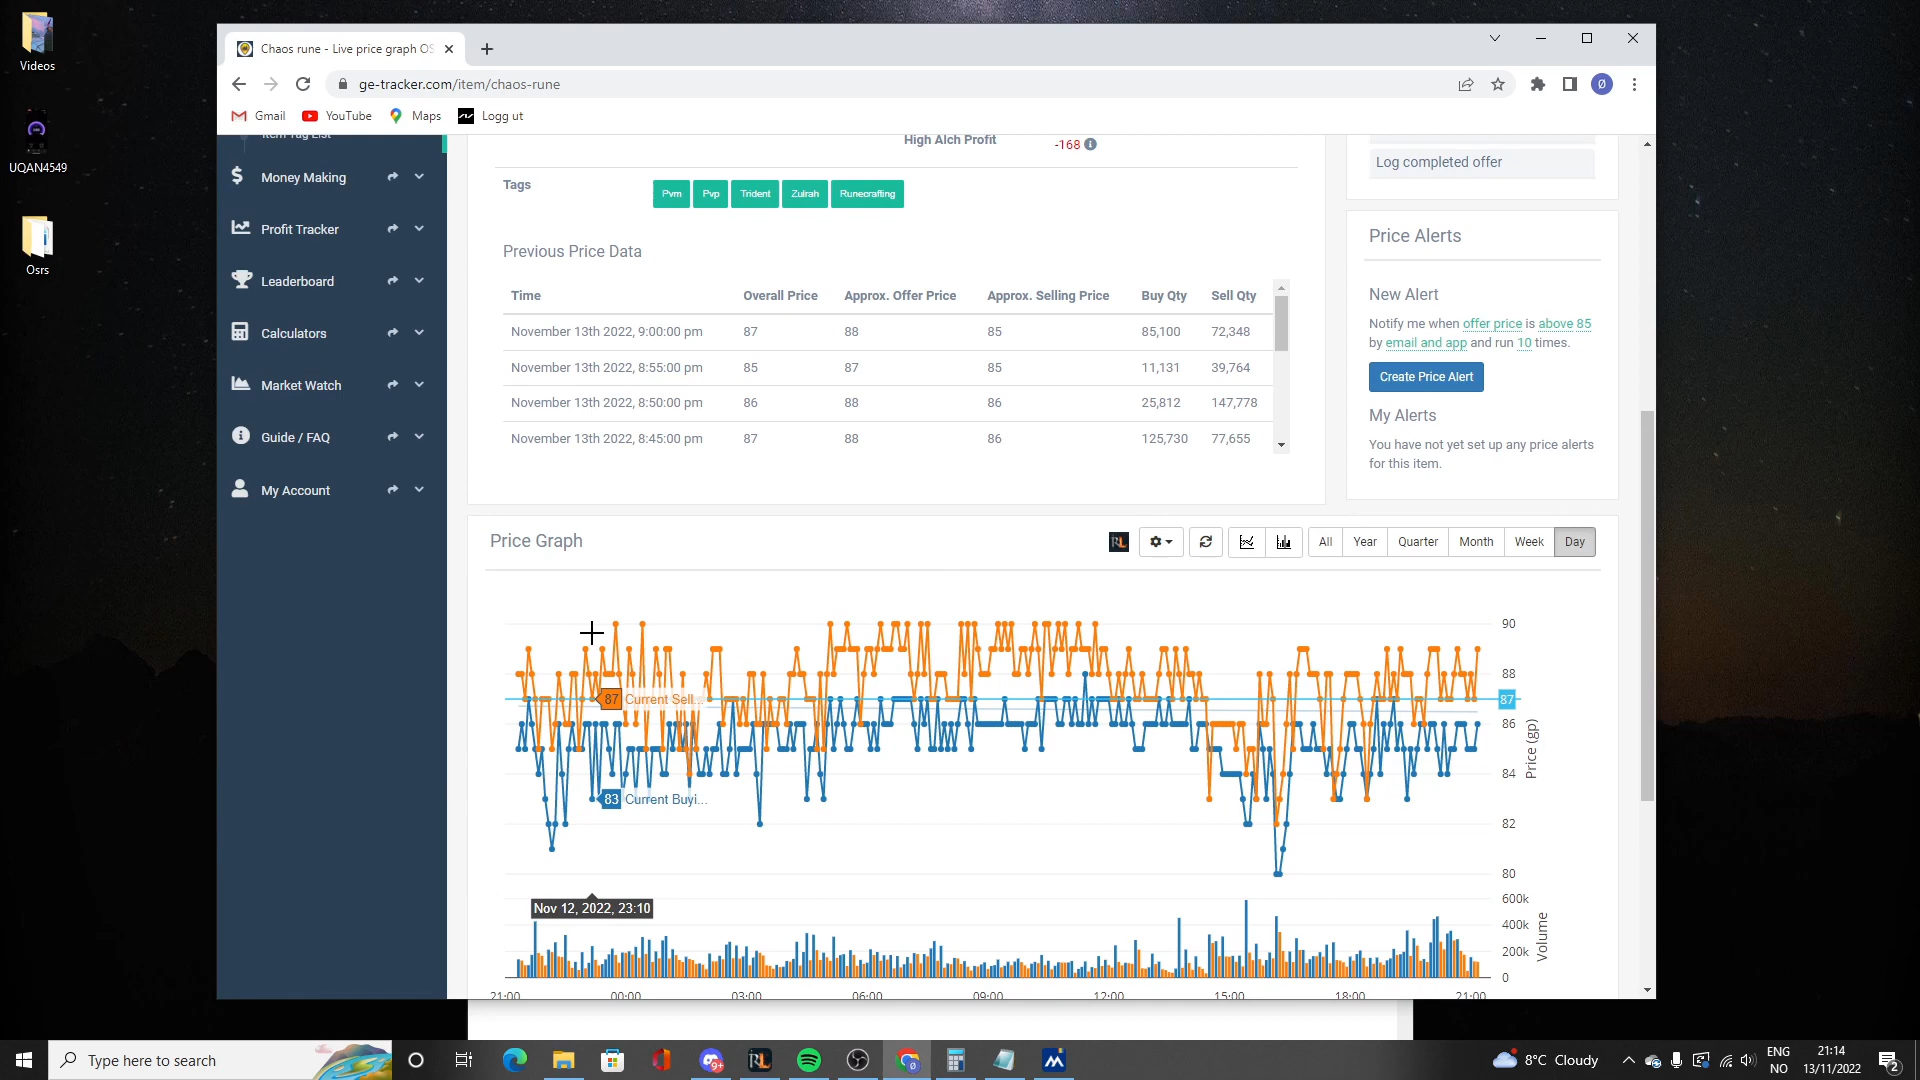 Videos
UQAN4549
Osrs
Chaos rune - Live price graph OS
ge-tracker.com/item/chaos-rune
Ø
Gmail
YouTube
Maps
Logg ut
Item Tag List
Money Making
Profit Tracker
Leaderboard
Calculators
Market Watch
Guide / FAQ
My Account
High Alch Profit -168
Tags Pvm Pvp Trident Zulrah Runecrafting
Previous Price Data
Time Overall Price Approx. Offer Price Approx. Selling Price Buy Qty Sell Qty
November 13th 2022, 9:00:00 pm 87 88 85 85,100 72,348
November 13th 2022, 8:55:00 pm 85 87 85 11,131 39,764
November 13th 2022, 8:50:00 pm 86 88 86 25,812 147,778
November 13th 2022, 8:45:00 pm 87 88 86 125,730 77,655
Log completed offer
Price Alerts
New Alert
Notify me when offer price is above 85
by email and app and run 10 times.
Create Price Alert
My Alerts
You have not yet set up any price alerts
for this item.
Price Graph
RL
All Year Quarter Month Week Day
90
88
87
86
84
82
80
Price (gp)
87 Current Sell...
83 Current Buyi...
Nov 12, 2022, 23:10
600k
400k
200k
0
Volume
21:00 00:00 03:00 06:00 09:00 12:00 15:00 18:00 21:00
Type here to search
9+
RL
Ø
8°C Cloudy
ENG
NO
21:14
13/11/2022
2